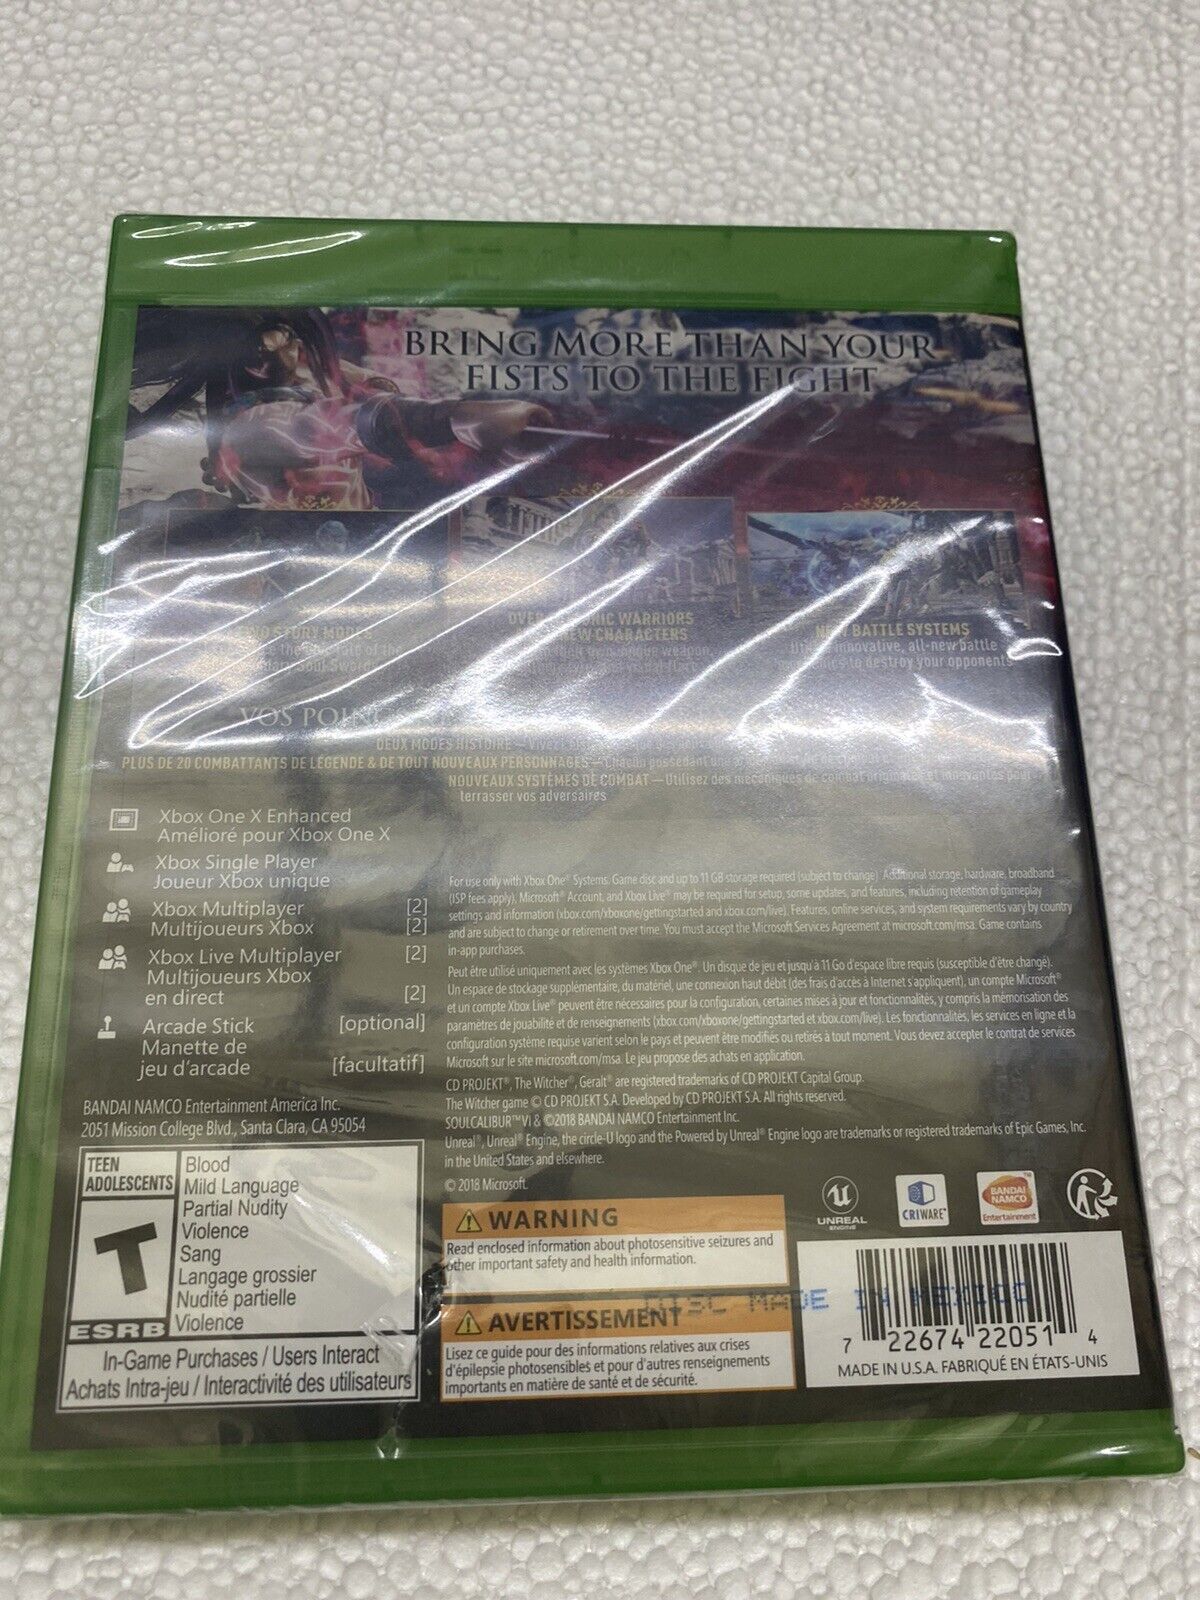 BRING MORE THAN YOUR
FISTS TO THE FIGHT
STORY MODES
WARRIORS
NEW CHARACTERS
unique weapon,
NEW BATTLE SYSTEMS
innovative, all-new battle
to destroy your opponents
VOS
DEUX MODES HISTOIRE –
PLUS DE 20 COMBATTANTS DE LÉGENDE & DE TOUT NOUVEAUX PERSONNAGES – Chacun possédant une
NOUVEAUX SYSTÈMES DE COMBAT – Utilisez des mécaniques de combat originales et innovantes pour
terrasser vos adversaires
Xbox One X Enhanced
Amélioré pour Xbox One X
Xbox Single Player
Joueur Xbox unique
Xbox Multiplayer [2]
Multijoueurs Xbox [2]
Xbox Live Multiplayer [2]
Multijoueurs Xbox
en direct [2]
Arcade Stick [optional]
Manette de
jeu d'arcade [facultatif]
For use only with Xbox One® Systems. Game disc and up to 11 GB storage required (subject to change). Additional storage, hardware, broadband
(ISP fees apply), Microsoft® Account, and Xbox Live® may be required for setup, some updates, and features, including retention of gameplay
settings and information (xbox.com/xboxone/gettingstarted and xbox.com/live). Features, online services, and system requirements vary by country
and are subject to change or retirement over time. You must accept the Microsoft Services Agreement at microsoft.com/msa. Game contains
in-app purchases.
Peut être utilisé uniquement avec les systèmes Xbox One®. Un disque de jeu et jusqu'à 11 Go d'espace libre requis (susceptible d'être changé).
Un espace de stockage supplémentaire, du matériel, une connexion haut débit (des frais d'accès à Internet s'appliquent), un compte Microsoft®
et un compte Xbox Live® peuvent être nécessaires pour la configuration, certaines mises à jour et fonctionnalités, y compris la mémorisation des
paramètres de jouabilité et de renseignements (xbox.com/xboxone/gettingstarted et xbox.com/live). Les fonctionnalités, les services en ligne et la
configuration système requise varient selon le pays et peuvent être modifiés ou retirés à tout moment. Vous devez accepter le contrat de services
Microsoft sur le site microsoft.com/msa. Le jeu propose des achats en application.
CD PROJEKT®, The Witcher®, Geralt® are registered trademarks of CD PROJEKT Capital Group.
The Witcher game © CD PROJEKT S.A. Developed by CD PROJEKT S.A. All rights reserved.
SOULCALIBUR™VI & ©2018 BANDAI NAMCO Entertainment Inc.
Unreal®, Unreal® Engine, the circle-U logo and the Powered by Unreal® Engine logo are trademarks or registered trademarks of Epic Games, Inc.
in the United States and elsewhere.
© 2018 Microsoft.
BANDAI NAMCO Entertainment America Inc.
2051 Mission College Blvd., Santa Clara, CA 95054
TEEN
ADOLESCENTS
T
ESRB
Blood
Mild Language
Partial Nudity
Violence
Sang
Langage grossier
Nudité partielle
Violence
In-Game Purchases / Users Interact
Achats Intra-jeu / Interactivité des utilisateurs
WARNING
Read enclosed information about photosensitive seizures and
other important safety and health information.
AVERTISSEMENT
Lisez ce guide pour des informations relatives aux crises
d'épilepsie photosensibles et pour d'autres renseignements
importants en matière de santé et de sécurité.
UNREAL
ENGINE
CRIWARE™
BANDAI
NAMCO
Entertainment
DISC MADE IN MEXICO
7 22674 22051 4
MADE IN U.S.A. FABRIQUÉ EN ÉTATS-UNIS